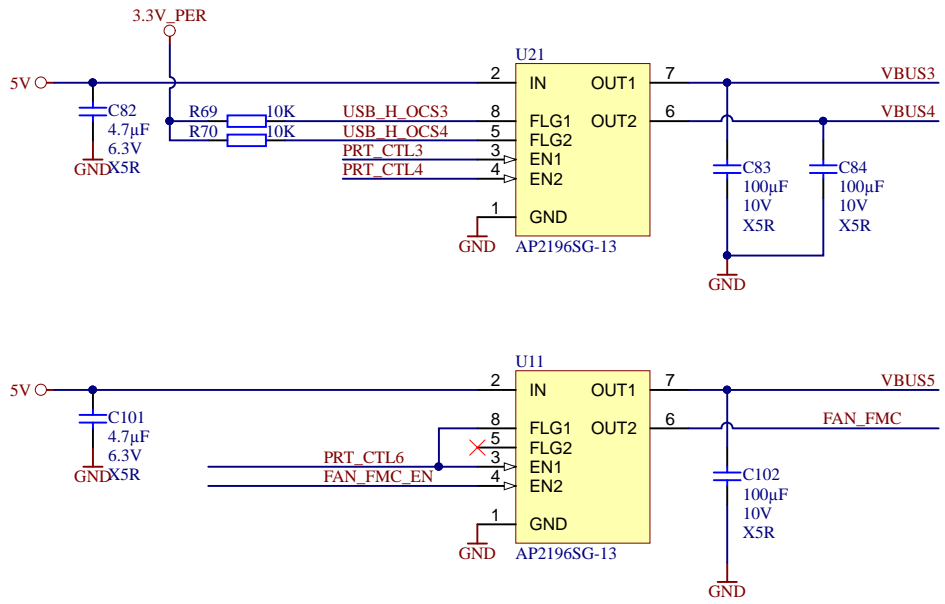 3.3V_PER
U21
5V
2
IN
OUT1
7
VBUS3
C82
4.7µF
6.3V
X5R
GND
R69
10K
USB_H_OCS3
8
FLG1
OUT2
6
VBUS4
R70
10K
USB_H_OCS4
5
FLG2
PRT_CTL3
3
EN1
PRT_CTL4
4
EN2
1
GND
GND
AP2196SG-13
C83
100µF
10V
X5R
C84
100µF
10V
X5R
GND
U11
5V
2
IN
OUT1
7
VBUS5
C101
4.7µF
6.3V
X5R
GND
8
FLG1
OUT2
6
FAN_FMC
5
FLG2
PRT_CTL6
3
EN1
FAN_FMC_EN
4
EN2
1
GND
GND
AP2196SG-13
C102
100µF
10V
X5R
GND